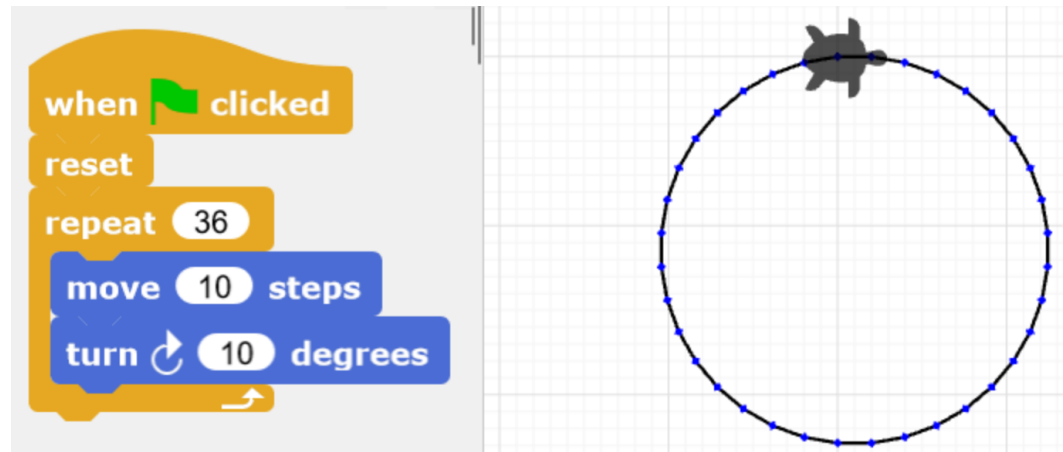 when clicked
reset
repeat 36
move 10 steps
turn 10 degrees